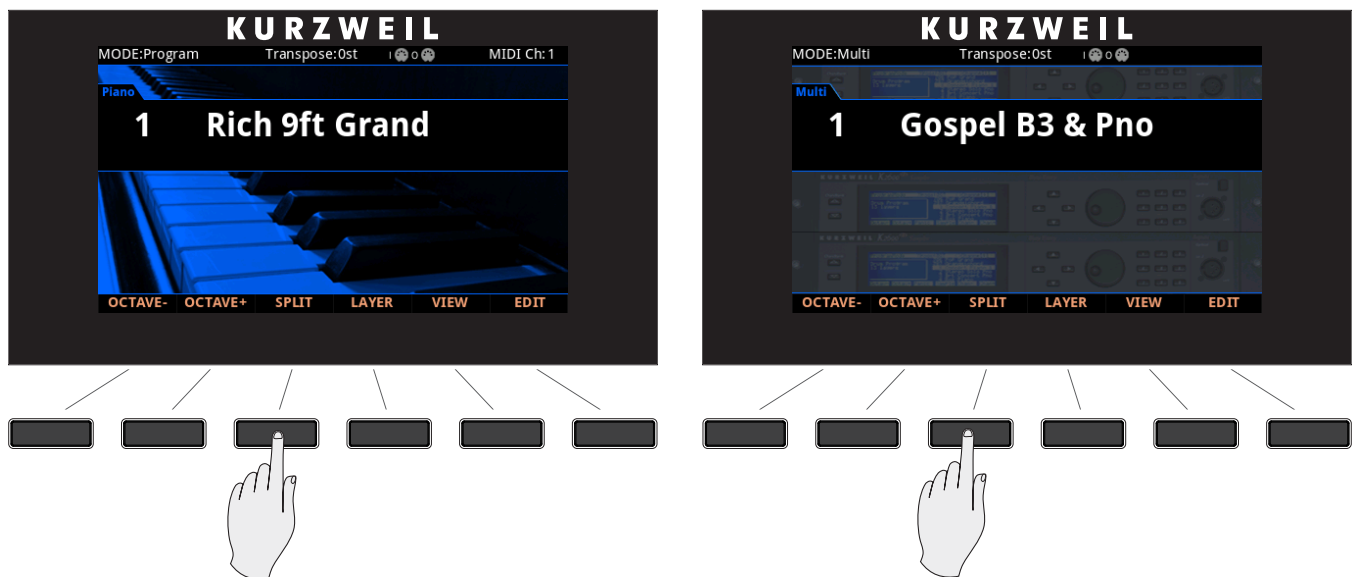 KURZWEIL
MODE:Program Transpose:0st I O MIDI Ch:1
Piano
1 Rich 9ft Grand
OCTAVE- OCTAVE+ SPLIT LAYER VIEW EDIT
KURZWEIL
MODE:Multi Transpose:0st I O
Multi
1 Gospel B3 & Pno
OCTAVE- OCTAVE+ SPLIT LAYER VIEW EDIT